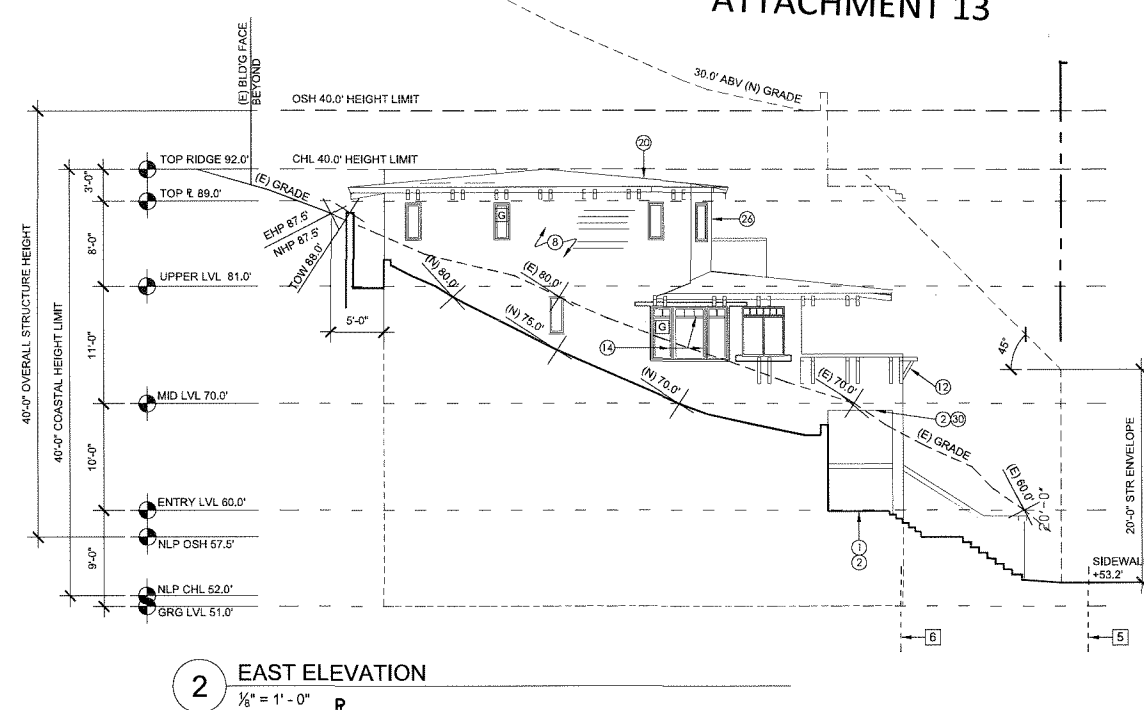 ATTACHMENT 13
(E) BLD'G FACE
BEYOND
30.0' ABV (N) GRADE
OSH 40.0' HEIGHT LIMIT
TOP RIDGE 92.0'
CHL 40.0' HEIGHT LIMIT
20
3'-0"
(E) GRADE
TOP ℄ 89.0'
EHP 87.5'
NHP 87.5'
TOW 88.0'
G
8
26
8'-0"
40'-0" OVERALL STRUCTURE HEIGHT
40'-0" COASTAL HEIGHT LIMIT
UPPER LVL 81.0'
(N) 80.0'
(E) 80.0'
5'-0"
(N) 75.0'
G
14
45°
11'-0"
(N) 70.0'
(E) 70.0'
12
MID LVL 70.0'
2 30
(E) GRADE
10'-0"
20'-0" STR ENVELOPE
(E) 60.0'
20'-0"
ENTRY LVL 60.0'
NLP OSH 57.5'
1
2
9'-0"
SIDEWAL
+53.2'
NLP CHL 52.0'
GRG LVL 51.0'
6
5
2
EAST ELEVATION
⅛" = 1' - 0"